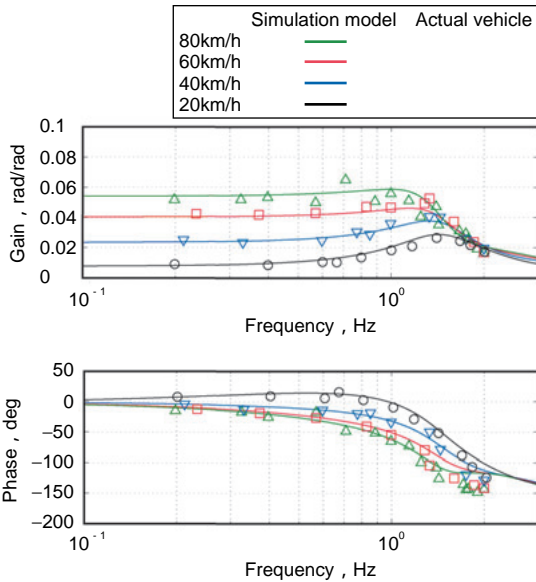 Simulation model Actual vehicle
80km/h
60km/h
40km/h
20km/h
Gain , rad/rad
0.1
0.08
0.06
0.04
0.02
0
10⁻¹ 10⁰
Frequency , Hz
Phase , deg
50
0
−50
−100
−150
−200
10⁻¹ 10⁰
Frequency , Hz